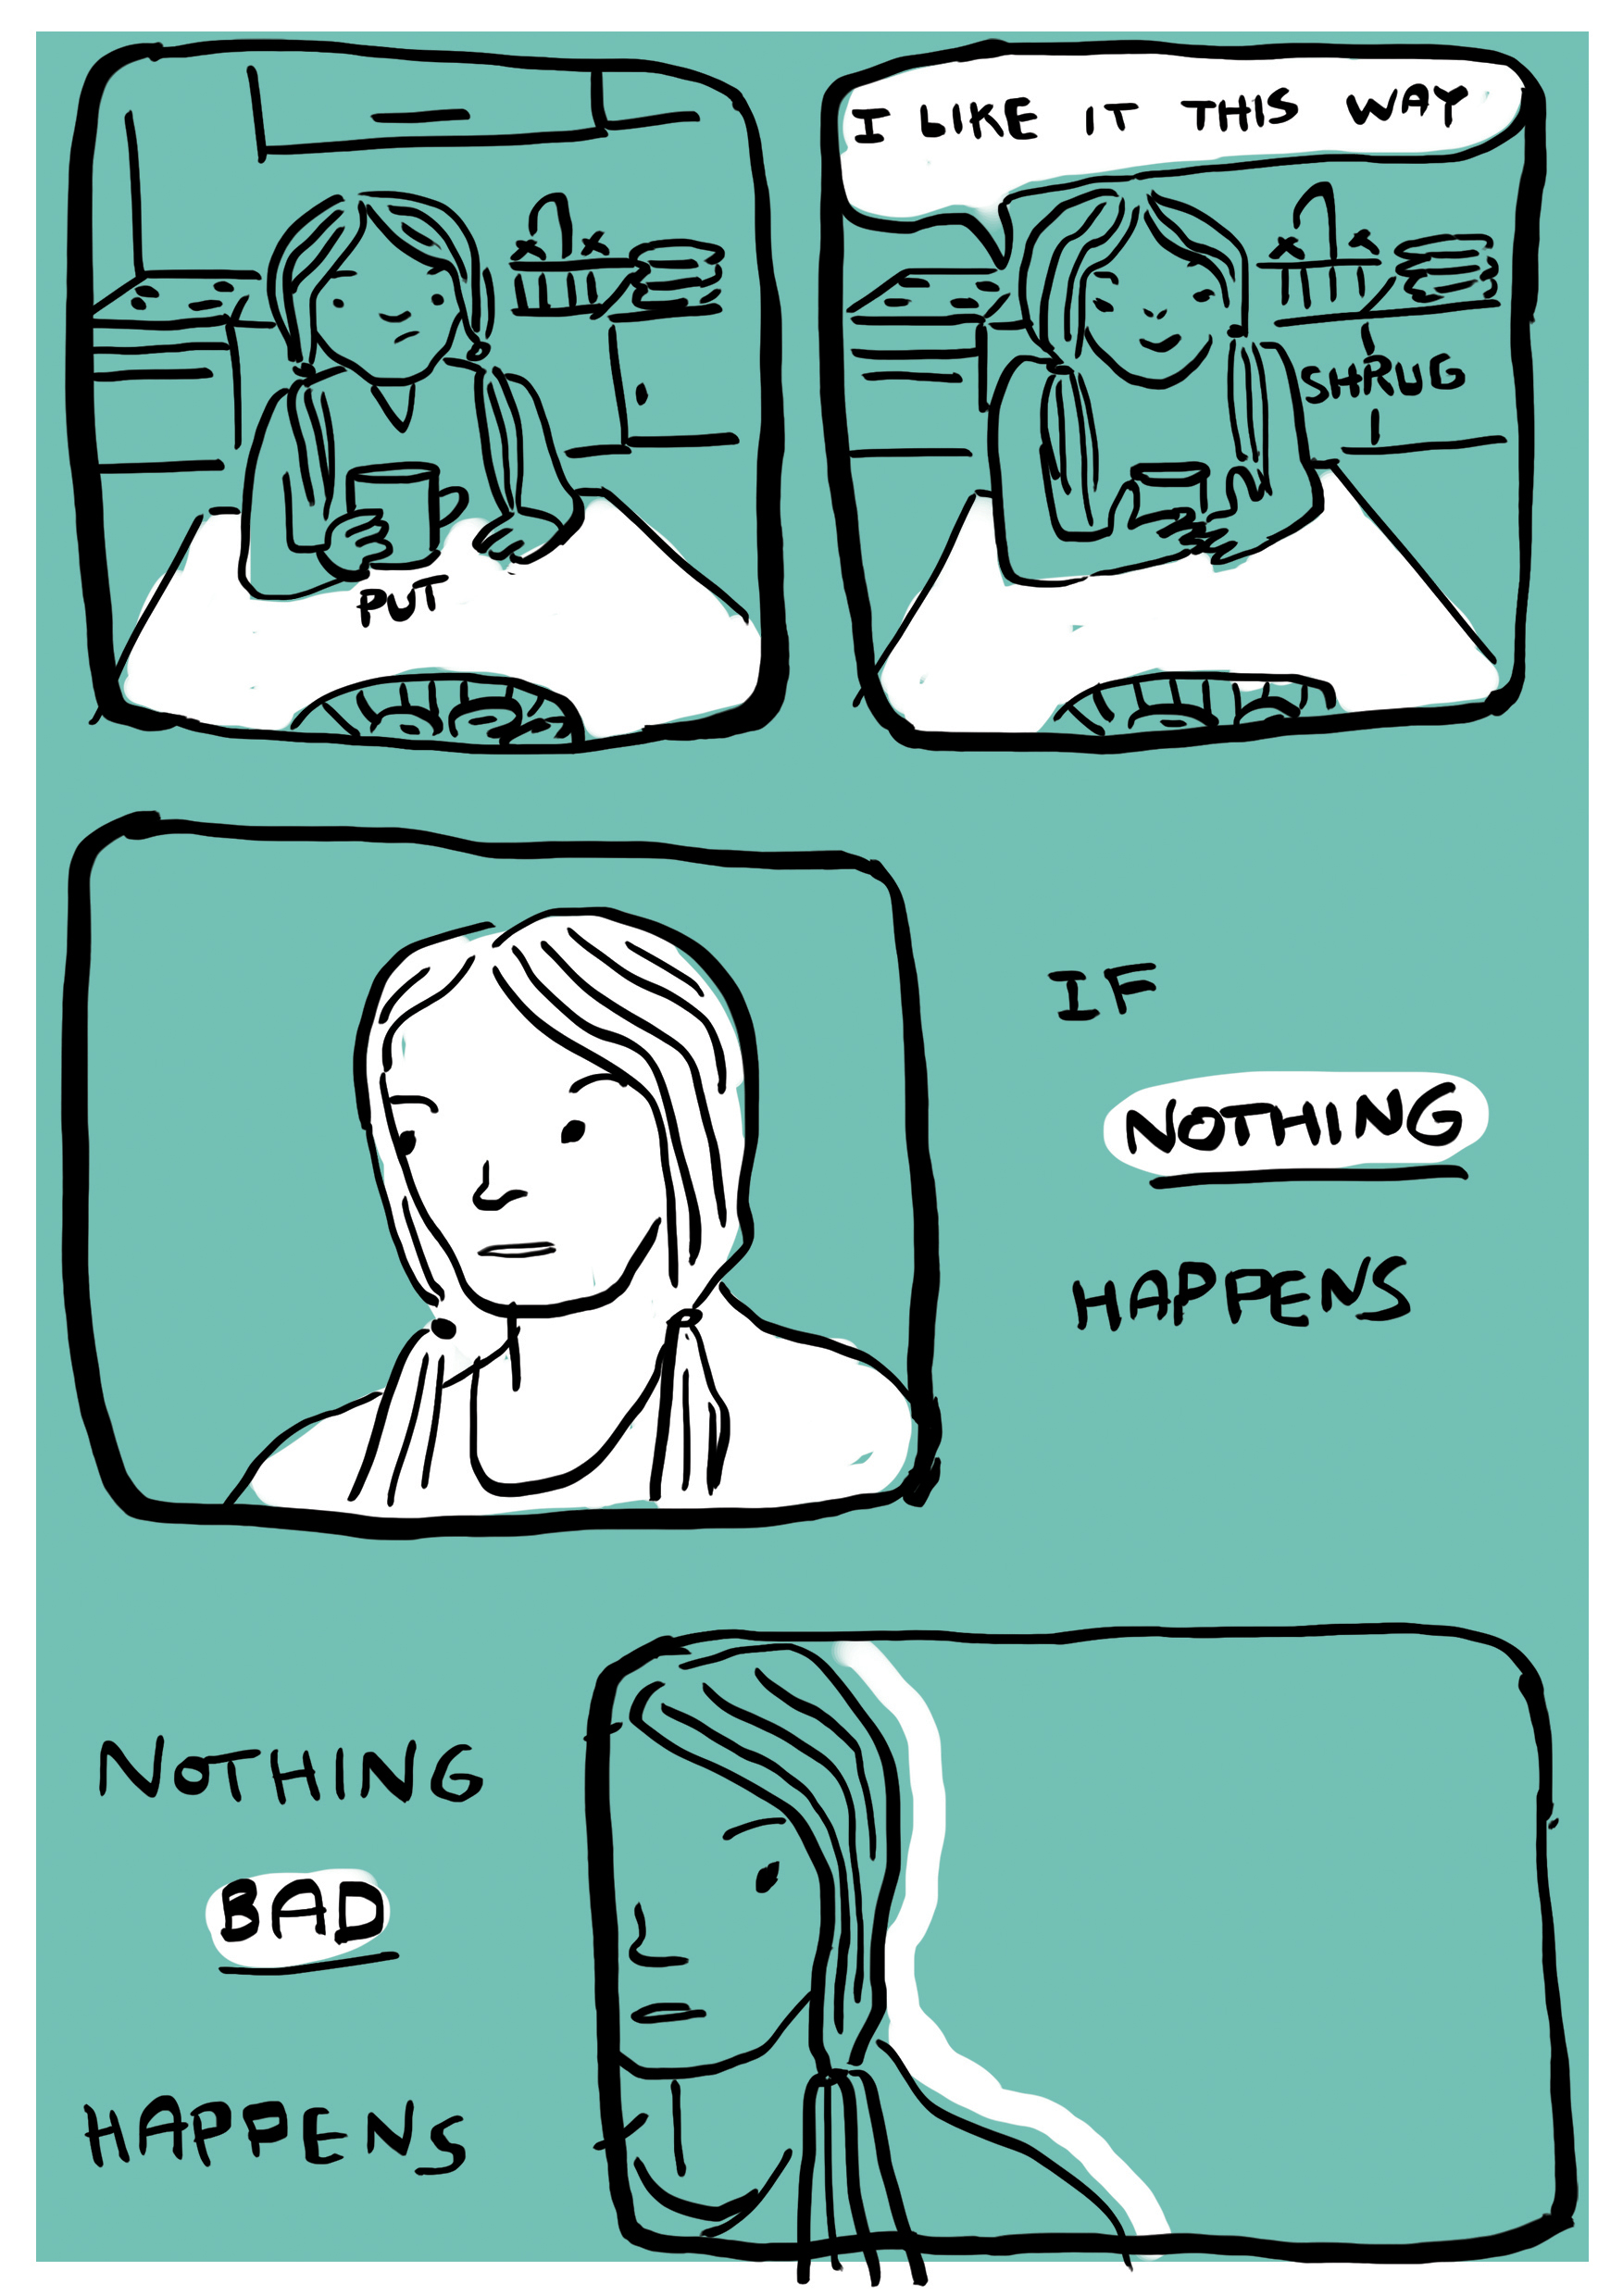 PUT
I LIKE IT THIS WAY
SHRUG
IF
NOTHING
HAPPENS
NOTHING
BAD
HAPPENS